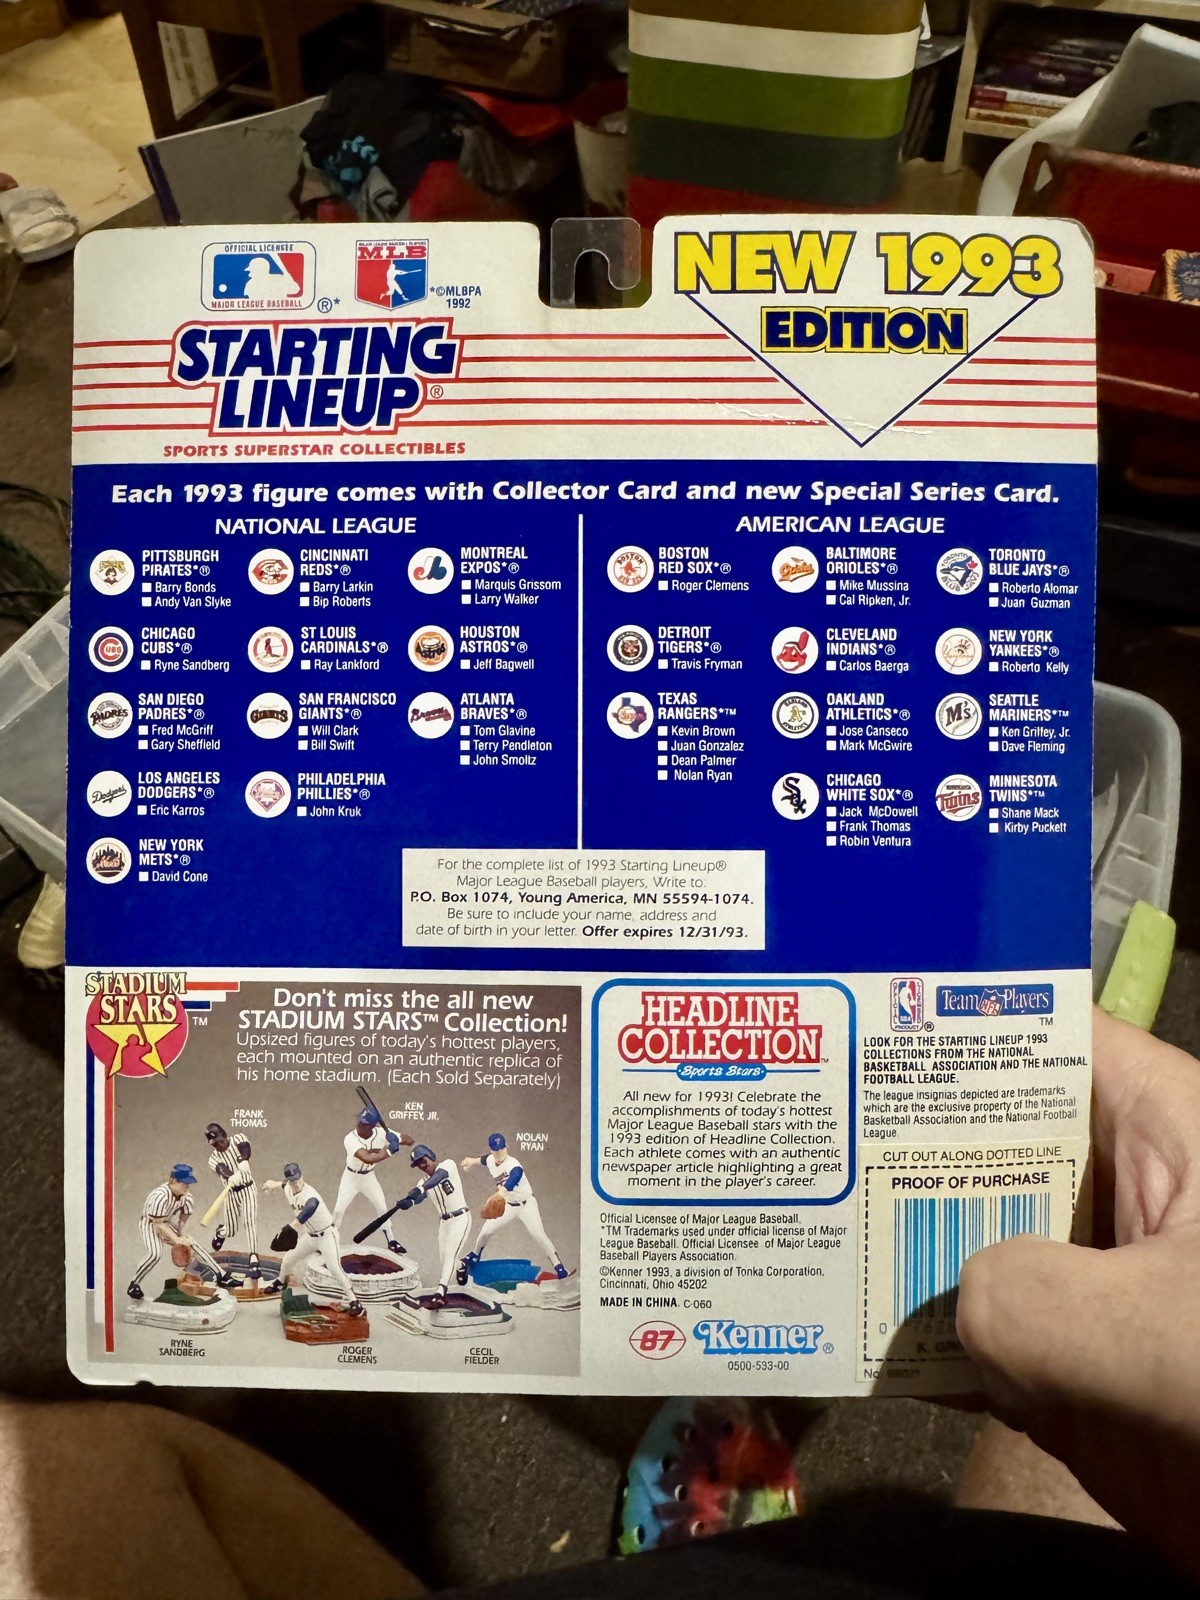 OFFICIAL LICENSEE
MAJOR LEAGUE BASEBALL
®*
MLB
*©MLBPA
1992
STARTING
LINEUP®
SPORTS SUPERSTAR COLLECTIBLES
NEW 1993
EDITION
Each 1993 figure comes with Collector Card and new Special Series Card.
NATIONAL LEAGUE
PITTSBURGH
PIRATES*®
Barry Bonds
Andy Van Slyke
CINCINNATI
REDS*®
Barry Larkin
Bip Roberts
MONTREAL
EXPOS*®
Marquis Grissom
Larry Walker
CHICAGO
CUBS*®
Ryne Sandberg
ST LOUIS
CARDINALS*®
Ray Lankford
HOUSTON
ASTROS*®
Jeff Bagwell
SAN DIEGO
PADRES*®
Fred McGriff
Gary Sheffield
SAN FRANCISCO
GIANTS*®
Will Clark
Bill Swift
ATLANTA
BRAVES*®
Tom Glavine
Terry Pendleton
John Smoltz
LOS ANGELES
DODGERS*®
Eric Karros
PHILADELPHIA
PHILLIES*®
John Kruk
NEW YORK
METS*®
David Cone
AMERICAN LEAGUE
BOSTON
RED SOX*®
Roger Clemens
BALTIMORE
ORIOLES*®
Mike Mussina
Cal Ripken, Jr.
TORONTO
BLUE JAYS*®
Roberto Alomar
Juan Guzman
DETROIT
TIGERS*®
Travis Fryman
CLEVELAND
INDIANS*®
Carlos Baerga
NEW YORK
YANKEES*®
Roberto Kelly
TEXAS
RANGERS*™
Kevin Brown
Juan Gonzalez
Dean Palmer
Nolan Ryan
OAKLAND
ATHLETICS*®
Jose Canseco
Mark McGwire
SEATTLE
MARINERS*™
Ken Griffey, Jr.
Dave Fleming
CHICAGO
WHITE SOX*®
Jack McDowell
Frank Thomas
Robin Ventura
MINNESOTA
TWINS*™
Shane Mack
Kirby Puckett
For the complete list of 1993 Starting Lineup®
Major League Baseball players, Write to:
P.O. Box 1074, Young America, MN 55594-1074.
Be sure to include your name, address and
date of birth in your letter. Offer expires 12/31/93.
STADIUM
STARS
™
Don't miss the all new
STADIUM STARS™ Collection!
Upsized figures of today's hottest players,
each mounted on an authentic replica of
his home stadium. (Each Sold Separately)
FRANK
THOMAS
KEN
GRIFFEY, JR.
NOLAN
RYAN
RYNE
SANDBERG
ROGER
CLEMENS
CECIL
FIELDER
HEADLINE
COLLECTION™
Sports Stars
All new for 1993! Celebrate the
accomplishments of today's hottest
Major League Baseball stars with the
1993 edition of Headline Collection.
Each athlete comes with an authentic
newspaper article highlighting a great
moment in the player's career.
Official Licensee of Major League Baseball.
*TM Trademarks used under official license of Major
League Baseball. Official Licensee of Major League
Baseball Players Association.
©Kenner 1993, a division of Tonka Corporation,
Cincinnati, Ohio 45202
MADE IN CHINA. C-060
87
Kenner®
0500-533-00
NBA
®
Team NFL Players
TM
LOOK FOR THE STARTING LINEUP 1993
COLLECTIONS FROM THE NATIONAL
BASKETBALL ASSOCIATION AND THE NATIONAL
FOOTBALL LEAGUE.
The league insignias depicted are trademarks
which are the exclusive property of the National
Basketball Association and the National Football
League.
CUT OUT ALONG DOTTED LINE
PROOF OF PURCHASE
0